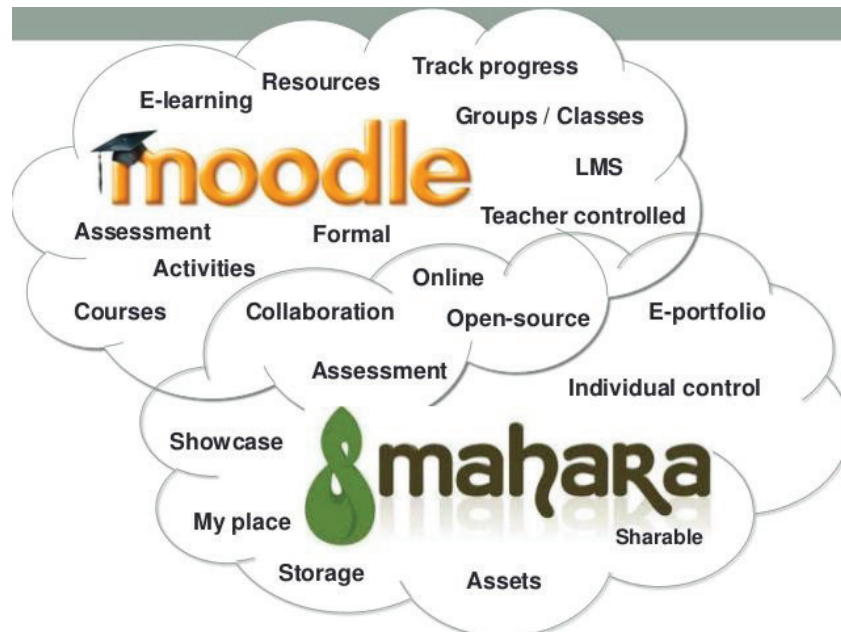 Resources
Track progress
E-learning
Groups / Classes
moodle
LMS
Teacher controlled
Assessment
Formal
Activities
Online
Courses
Collaboration
Open-source
E-portfolio
Assessment
Individual control
Showcase
mahara
My place
Sharable
Storage
Assets